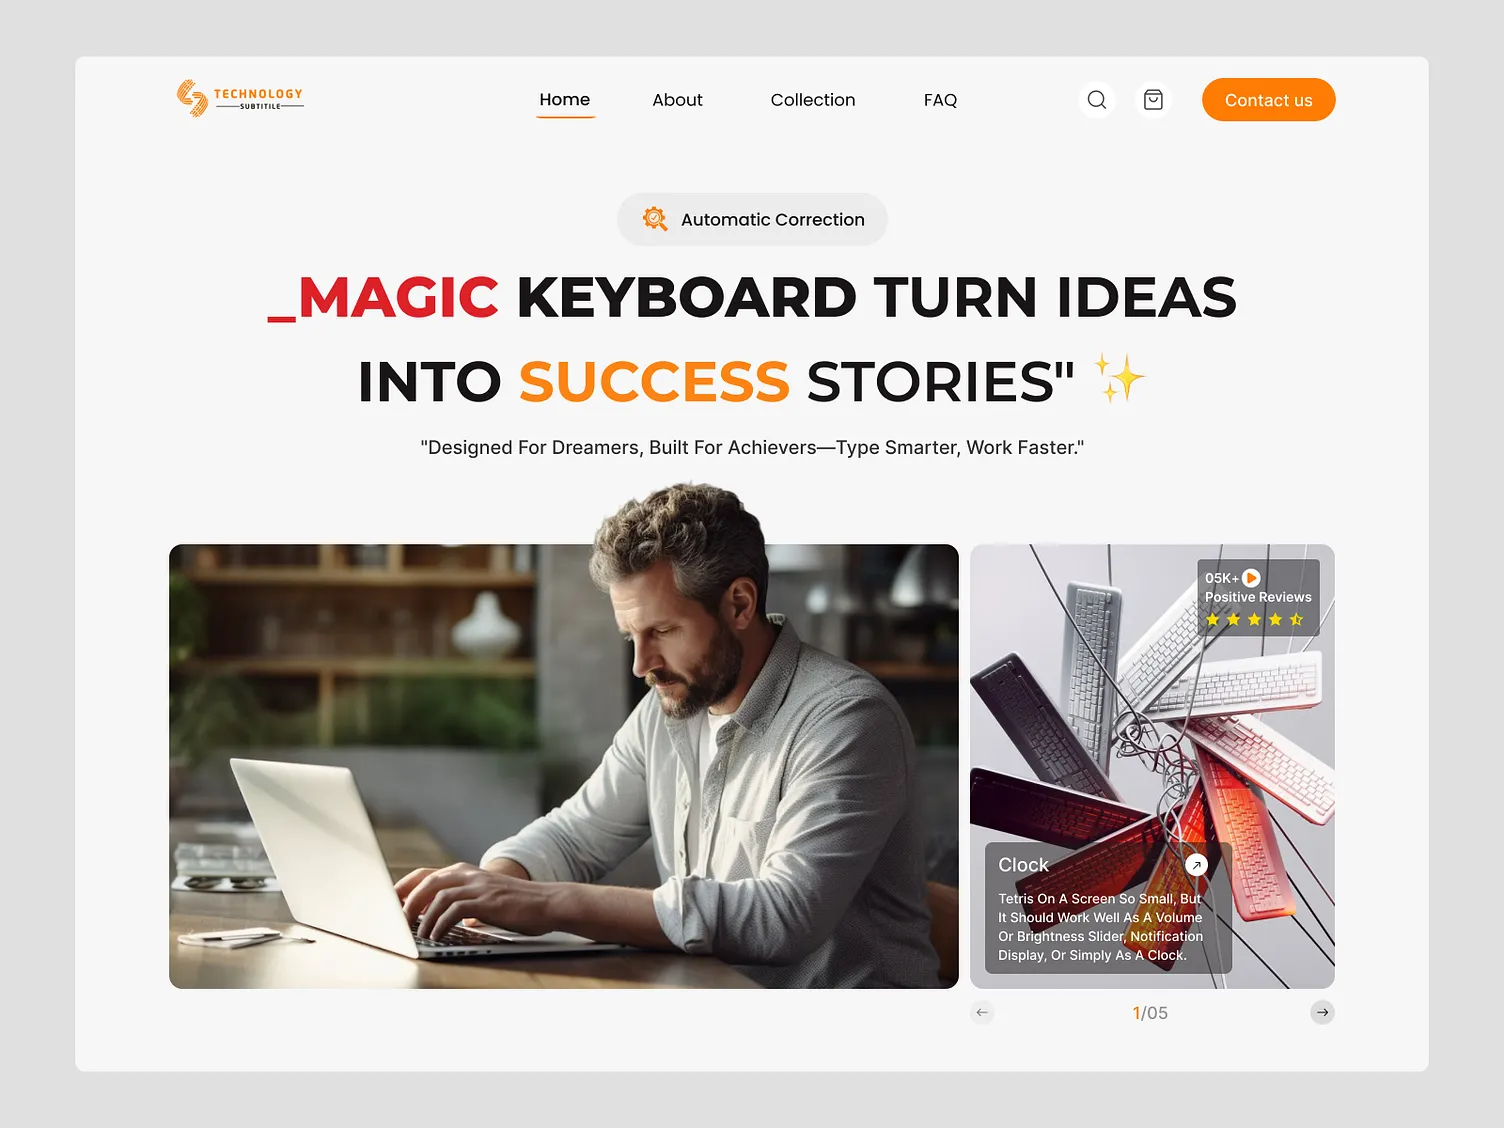 TECHNOLOGY
SUBTITILE
Home
About
Collection
FAQ
Contact us
Automatic Correction
_MAGIC KEYBOARD TURN IDEAS
INTO SUCCESS STORIES" ✨
"Designed For Dreamers, Built For Achievers—Type Smarter, Work Faster."
05K+
Positive Reviews
Clock
Tetris On A Screen So Small, But
It Should Work Well As A Volume
Or Brightness Slider, Notification
Display, Or Simply As A Clock.
1/05